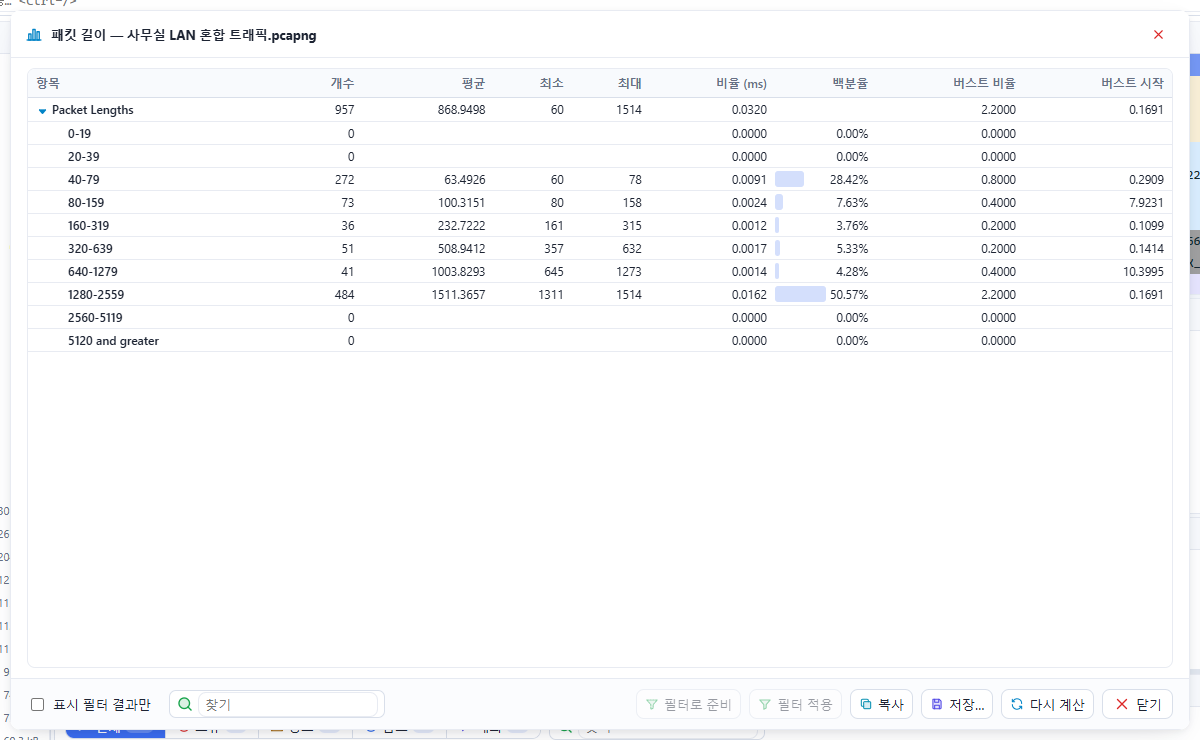 패킷 길이 — 사무실 LAN 혼합 트래픽.pcapng
항목 개수 평균 최소 최대 비율 (ms) 백분율 버스트 비율 버스트 시작
Packet Lengths 957 868.9498 60 1514 0.0320 2.2000 0.1691
0-19 0 0.0000 0.00% 0.0000
20-39 0 0.0000 0.00% 0.0000
40-79 272 63.4926 60 78 0.0091 28.42% 0.8000 0.2909
80-159 73 100.3151 80 158 0.0024 7.63% 0.4000 7.9231
160-319 36 232.7222 161 315 0.0012 3.76% 0.2000 0.1099
320-639 51 508.9412 357 632 0.0017 5.33% 0.2000 0.1414
640-1279 41 1003.8293 645 1273 0.0014 4.28% 0.4000 10.3995
1280-2559 484 1511.3657 1311 1514 0.0162 50.57% 2.2000 0.1691
2560-5119 0 0.0000 0.00% 0.0000
5120 and greater 0 0.0000 0.00% 0.0000
표시 필터 결과만 찾기 필터로 준비 필터 적용 복사 저장... 다시 계산 닫기